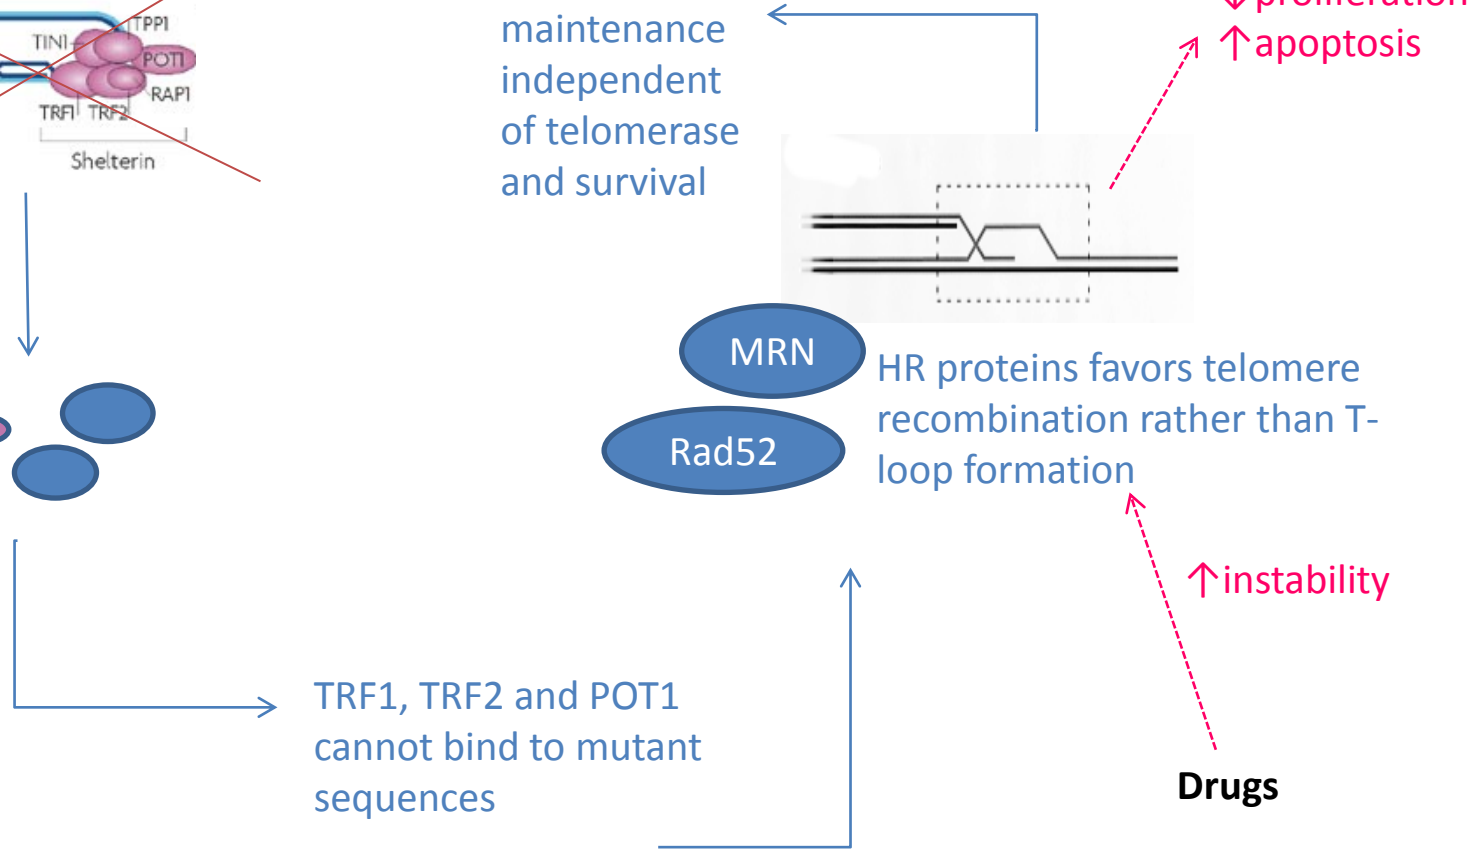 TPP1
TIN1
POT1
RAP1
TRF1 TRF2
Shelterin
maintenance
independent
of telomerase
and survival
proliferation
↑apoptosis
MRN
Rad52
HR proteins favors telomere
recombination rather than T-
loop formation
↑instability
TRF1, TRF2 and POT1
cannot bind to mutant
sequences
Drugs